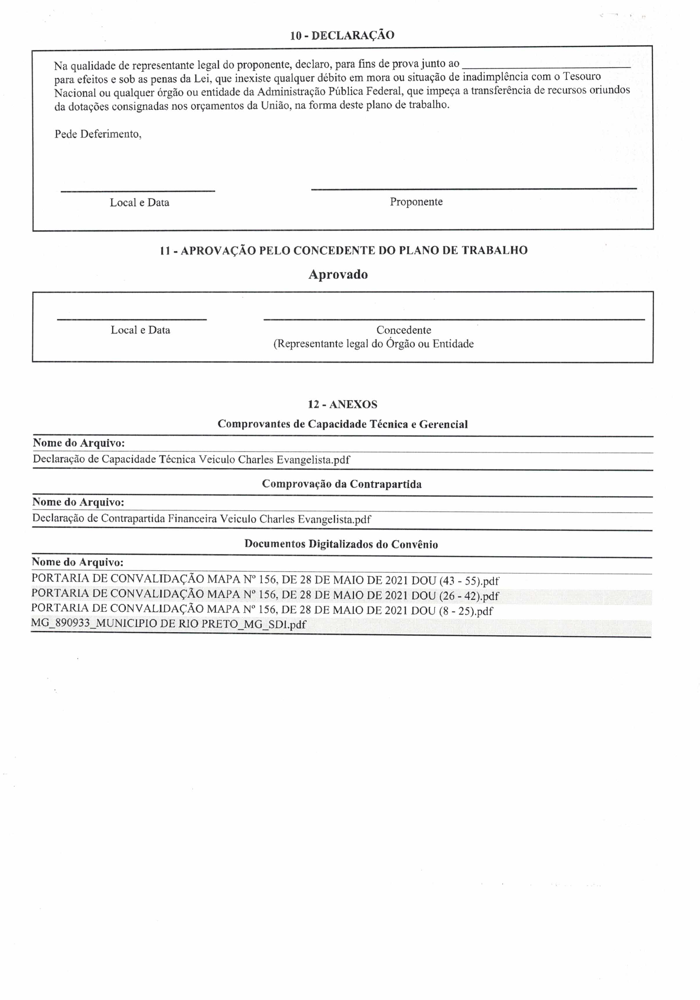 10 - DECLARAÇÃO
Na qualidade de representante legal do proponente, declaro, para fins de prova junto ao ______________________________
para efeitos e sob as penas da Lei, que inexiste qualquer débito em mora ou situação de inadimplência com o Tesouro
Nacional ou qualquer órgão ou entidade da Administração Pública Federal, que impeça a transferência de recursos oriundos
da dotações consignadas nos orçamentos da União, na forma deste plano de trabalho.
Pede Deferimento,
Local e Data Proponente
11 - APROVAÇÃO PELO CONCEDENTE DO PLANO DE TRABALHO
Aprovado
Local e Data Concedente
(Representante legal do Órgão ou Entidade
12 - ANEXOS
Comprovantes de Capacidade Técnica e Gerencial
Nome do Arquivo:
Declaração de Capacidade Técnica Veiculo Charles Evangelista.pdf
Comprovação da Contrapartida
Nome do Arquivo:
Declaração de Contrapartida Financeira Veiculo Charles Evangelista.pdf
Documentos Digitalizados do Convênio
Nome do Arquivo:
PORTARIA DE CONVALIDAÇÃO MAPA Nº 156, DE 28 DE MAIO DE 2021 DOU (43 - 55).pdf
PORTARIA DE CONVALIDAÇÃO MAPA Nº 156, DE 28 DE MAIO DE 2021 DOU (26 - 42).pdf
PORTARIA DE CONVALIDAÇÃO MAPA Nº 156, DE 28 DE MAIO DE 2021 DOU (8 - 25).pdf
MG_890933_MUNICIPIO DE RIO PRETO_MG_SDI.pdf